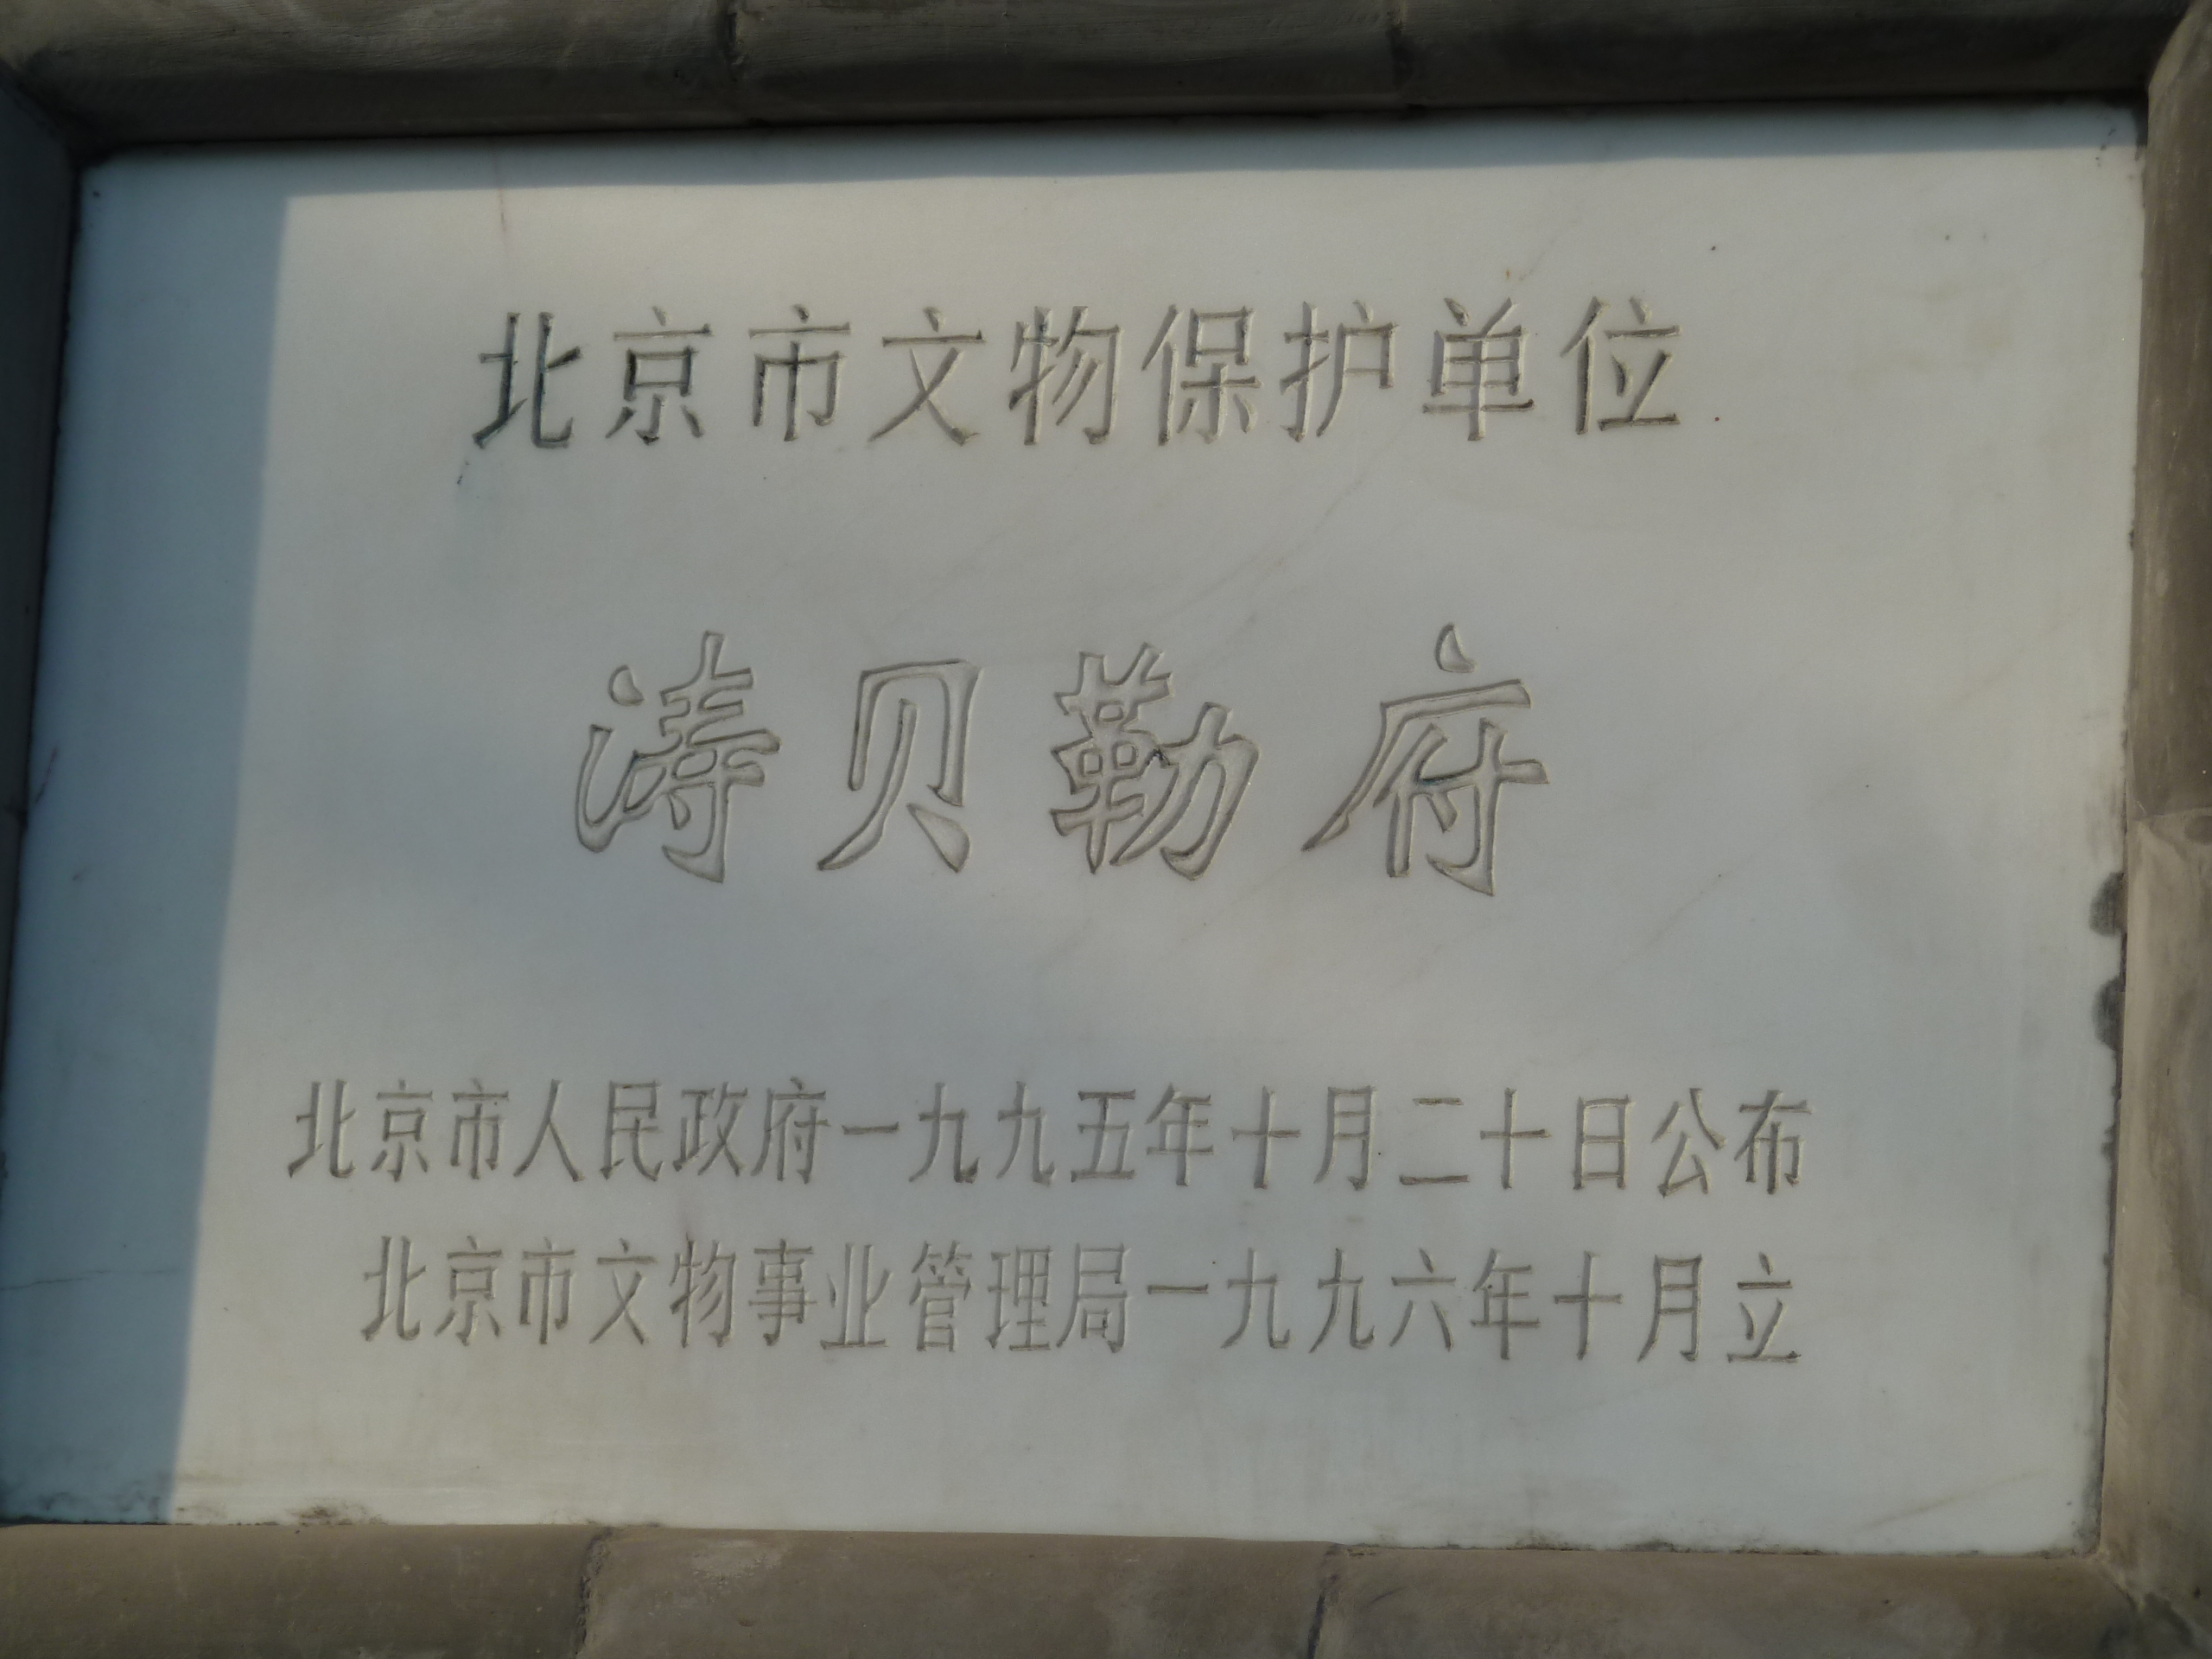 北京市文物保护单位
涛贝勒府
北京市人民政府一九九五年十月二十日公布
北京市文物事业管理局一九九六年十月立